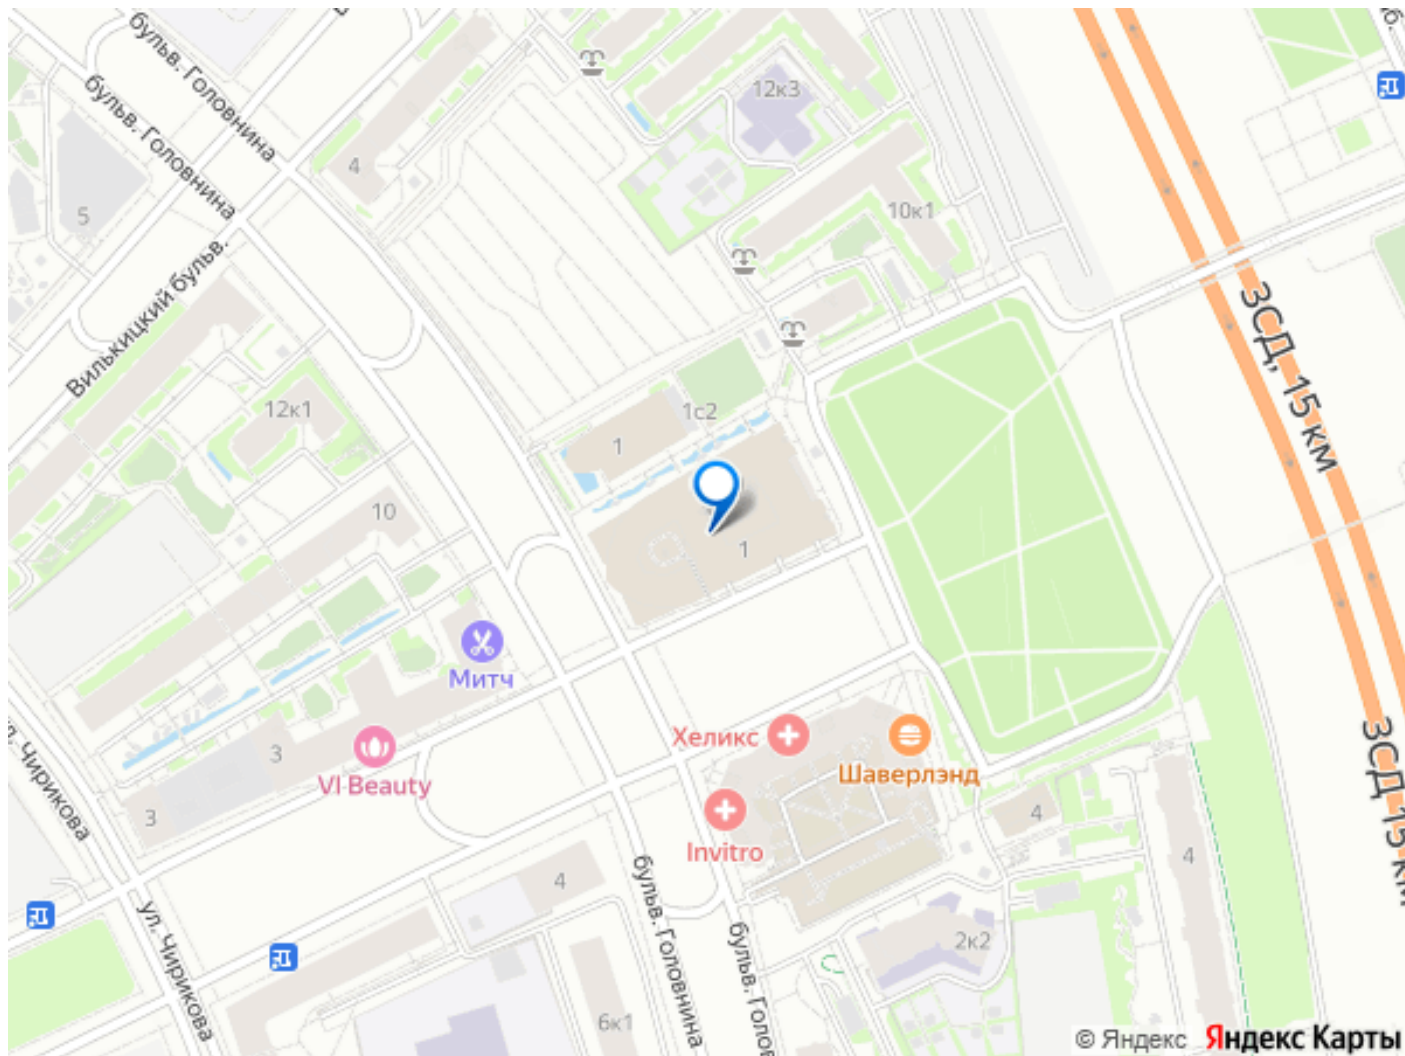 бульв. Головнина
бульв. Головнина
12к3
4
5
10к1
Вилькицкий бульв.
ЗСД, 15 км
12к1
1с2
1
10
1
Митч
Хеликс
Шаверлэнд
VI Beauty
3
3
Invitro
ул. Чирикова
ЗСД 15 км
4
4
4
бульв. Головнина
ул. Чирикова
2к2
6к1
© Яндекс Яндекс Карты